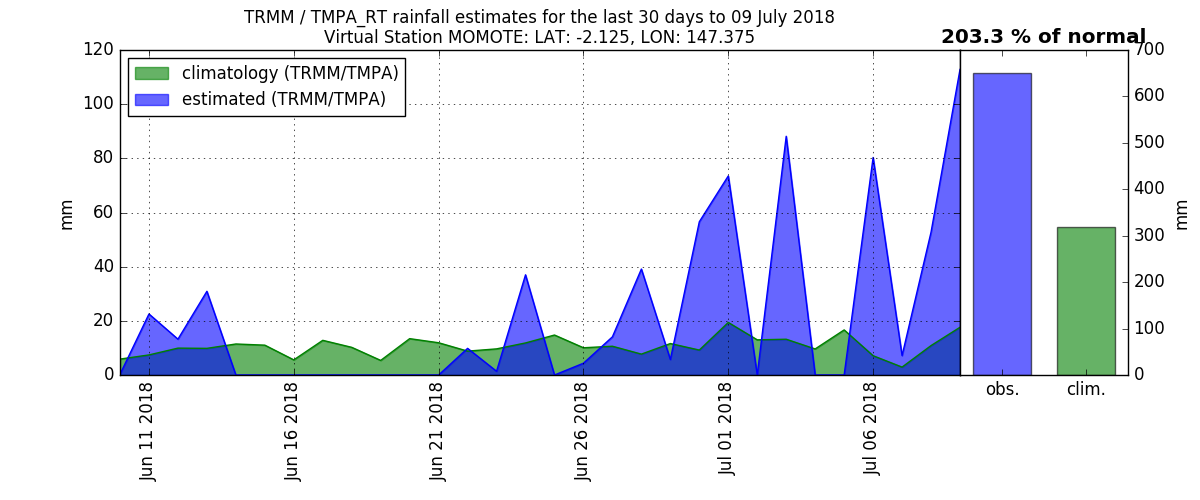 TRMM / TMPA_RT rainfall estimates for the last 30 days to 09 July 2018
Virtual Station MOMOTE: LAT: -2.125, LON: 147.375
203.3 % of normal
climatology (TRMM/TMPA)
estimated (TRMM/TMPA)
mm
120
100
80
60
40
20
0
Jun 11 2018
Jun 16 2018
Jun 21 2018
Jun 26 2018
Jul 01 2018
Jul 06 2018
obs.
clim.
700
600
500
400
300
200
100
0
mm